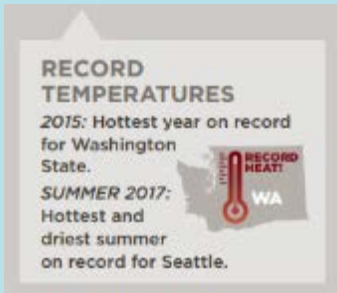 RECORD
TEMPERATURES
2015: Hottest year on record
for Washington
State.
SUMMER 2017:
Hottest and
driest summer
on record for Seattle.
RECORD
HEAT!
WA